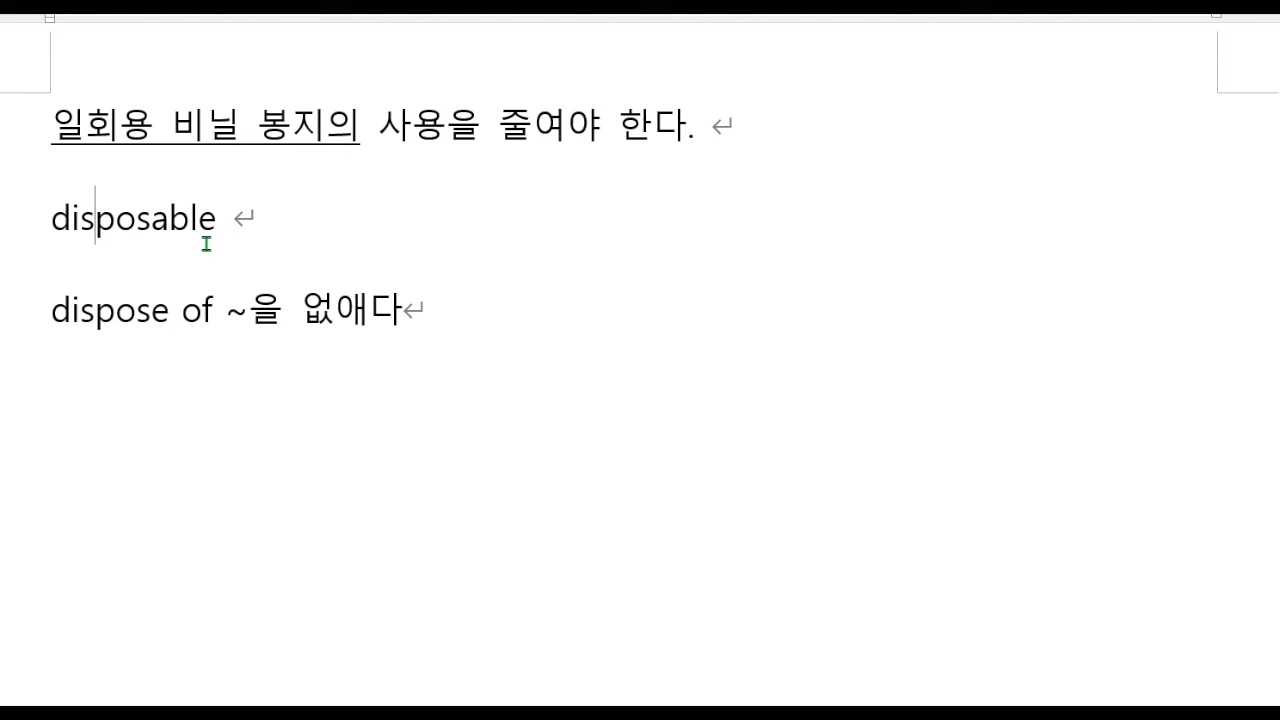 일회용 비닐 봉지의 사용을 줄여야 한다.
disposable
dispose of ~을 없애다